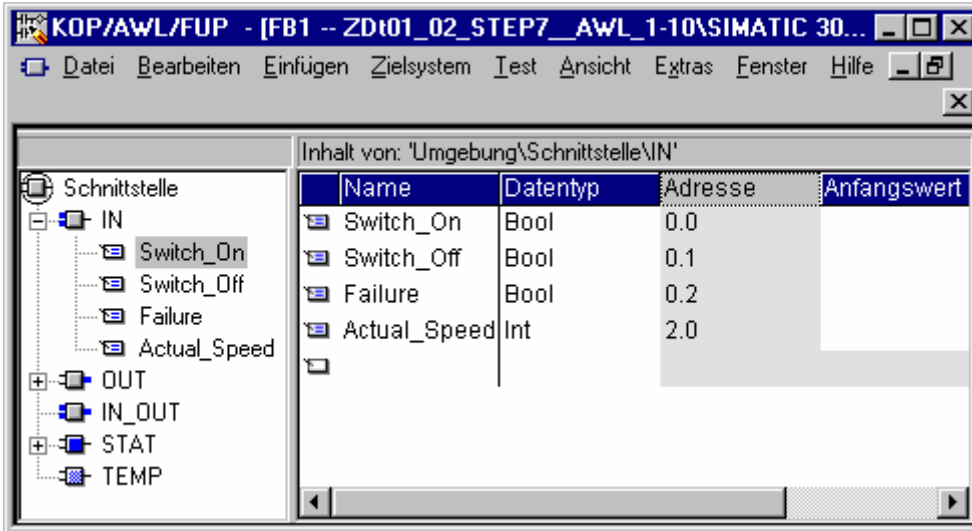 KOP/AWL/FUP - [FB1 -- ZDt01_02_STEP7__AWL_1-10\SIMATIC 30...
Datei Bearbeiten Einfügen Zielsystem Test Ansicht Extras Fenster Hilfe
Inhalt von: 'Umgebung\Schnittstelle\IN'
Schnittstelle
IN
Switch_On
Switch_Off
Failure
Actual_Speed
OUT
IN_OUT
STAT
TEMP
Name Datentyp Adresse Anfangswert
Switch_On Bool 0.0
Switch_Off Bool 0.1
Failure Bool 0.2
Actual_Speed Int 2.0